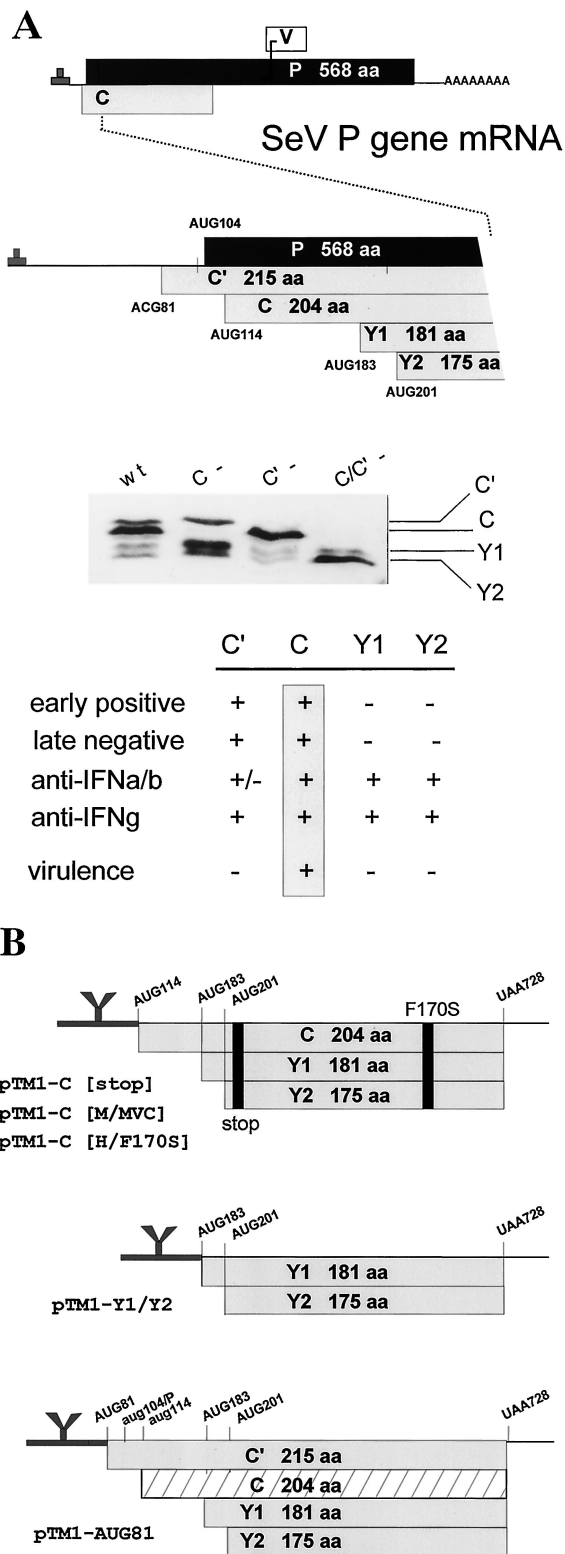 A
V
P 568 aa
AAAAAAAA
C
SeV P gene mRNA
AUG104
P 568 aa
C' 215 aa
ACG81
C 204 aa
AUG114
Y1 181 aa
AUG183
Y2 175 aa
AUG201
wt C - C' - C/C' -
C'
C
Y1
Y2
C' C Y1 Y2
early positive + + - -
late negative + + - -
anti-IFNa/b +/- + + +
anti-IFNg + + + +
virulence - + - -
B
AUG114 AUG183 AUG201 UAA728
F170S
C 204 aa
Y1 181 aa
Y2 175 aa
stop
pTM1-C [stop]
pTM1-C [M/MVC]
pTM1-C [H/F170S]
AUG183 AUG201 UAA728
Y1 181 aa
Y2 175 aa
pTM1-Y1/Y2
AUG81 aug104/P aug114 AUG183 AUG201 UAA728
C' 215 aa
C 204 aa
Y1 181 aa
Y2 175 aa
pTM1-AUG81